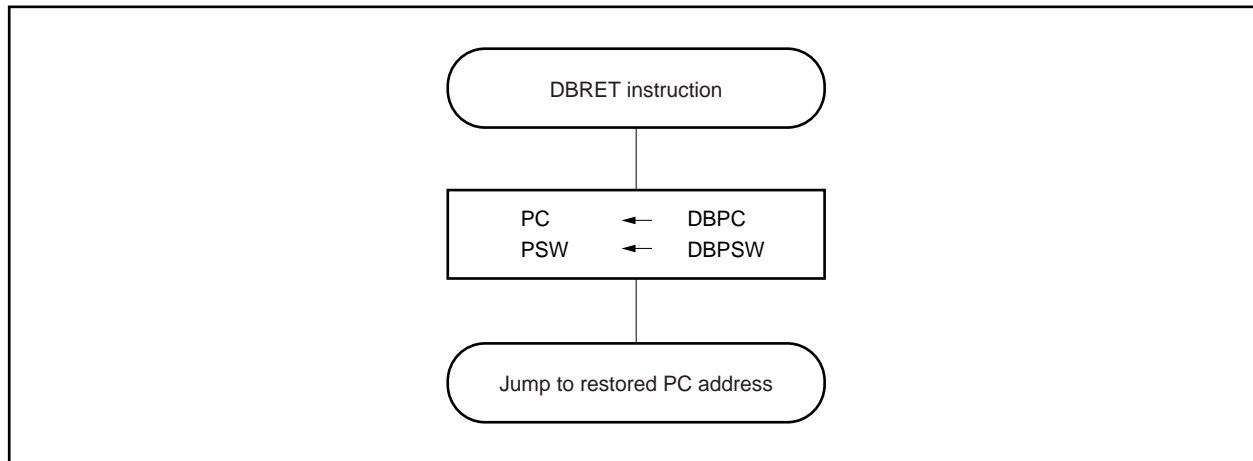 DBRET instruction
PC ← DBPC
PSW ← DBPSW
Jump to restored PC address